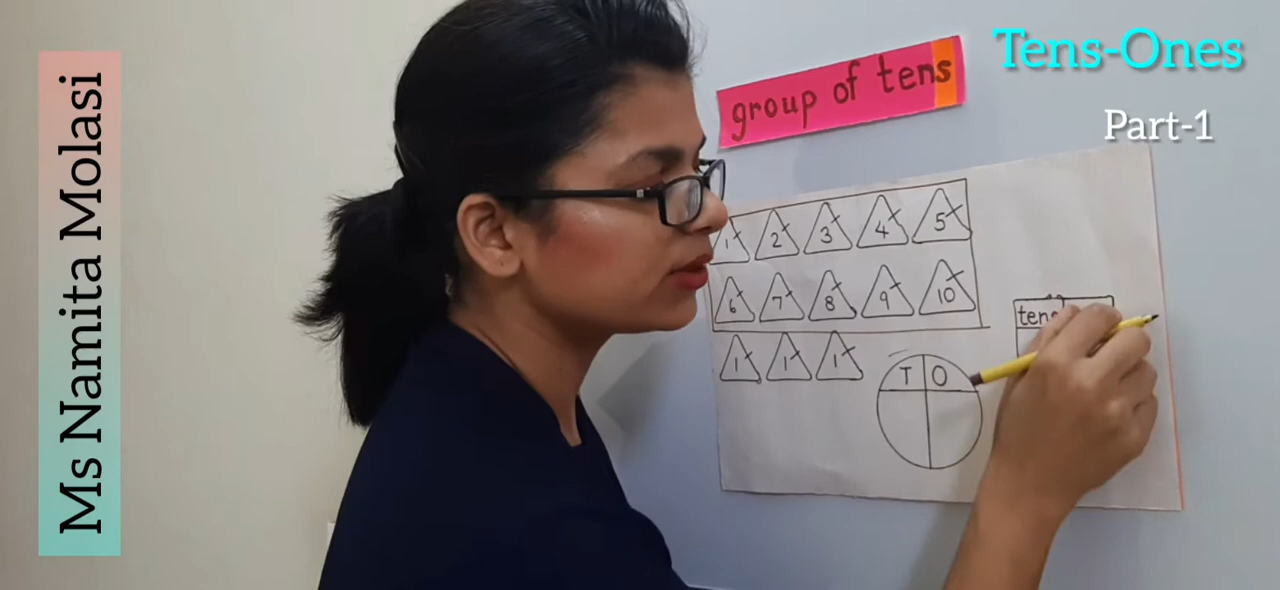 Ms Namita Molasi
Tens-Ones
Part-1
group of tens
1 2 3 4 5
6 7 8 9 10
1 1 1
tens
T O